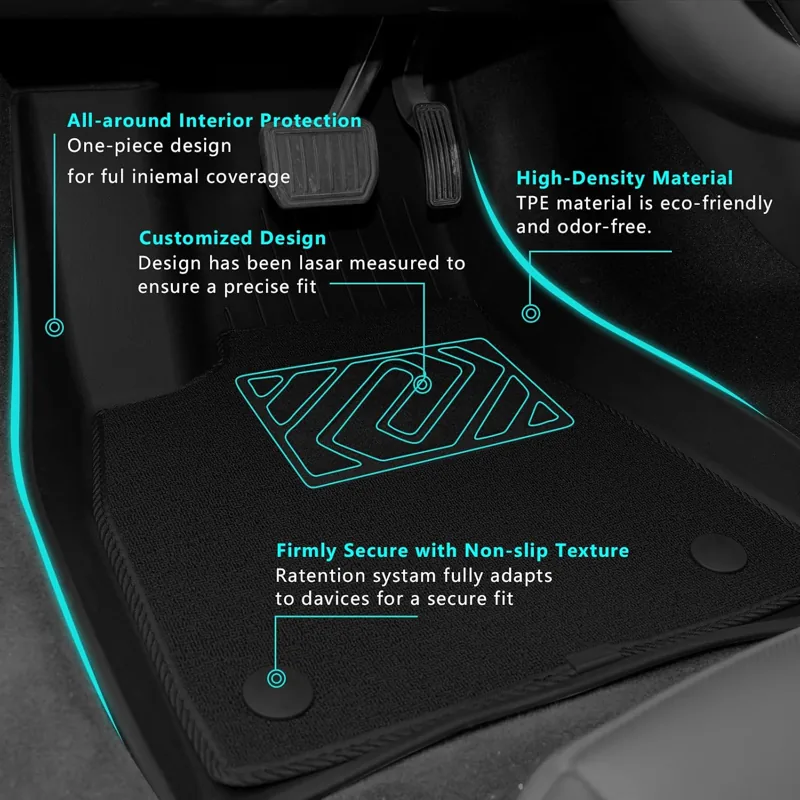 All-around Interior Protection
One-piece design
for ful iniemal coverage
High-Density Material
TPE material is eco-friendly
and odor-free.
Customized Design
Design has been lasar measured to
ensure a precise fit
Firmly Secure with Non-slip Texture
Ratention systam fully adapts
to davices for a secure fit